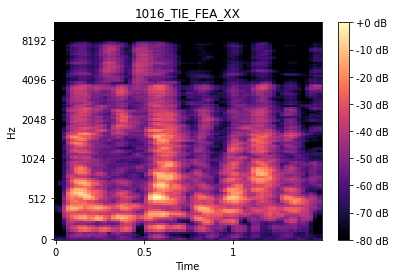 1016_TIE_FEA_XX
Hz
8192
4096
2048
1024
512
0
0
0.5
1
Time
+0 dB
-10 dB
-20 dB
-30 dB
-40 dB
-50 dB
-60 dB
-70 dB
-80 dB